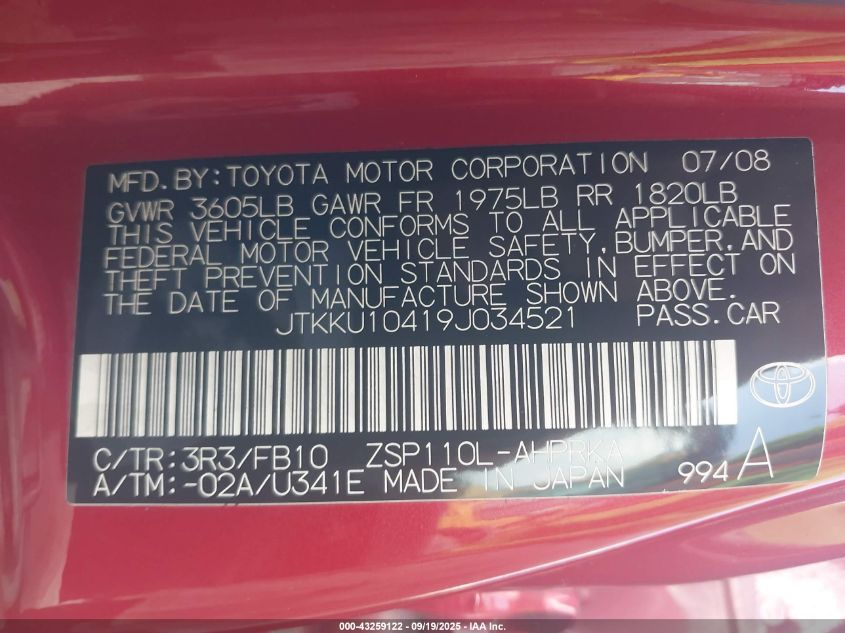 MFD.BY:TOYOTA MOTOR CORPORATION 07/08
GVWR 3605LB GAWR FR 1975LB RR 1820LB
THIS VEHICLE CONFORMS TO ALL APPLICABLE
FEDERAL MOTOR VEHICLE SAFETY,BUMPER,AND
THEFT PREVENTION STANDARDS IN EFFECT ON
THE DATE OF MANUFACTURE SHOWN ABOVE.
JTKKU10419J034521 PASS.CAR
C/TR:3R3/FB10 ZSP110L-AHPRKA
A/TM:-02A/U341E MADE IN JAPAN 994 A
000-43259122 - 09/19/2025 - IAA Inc.